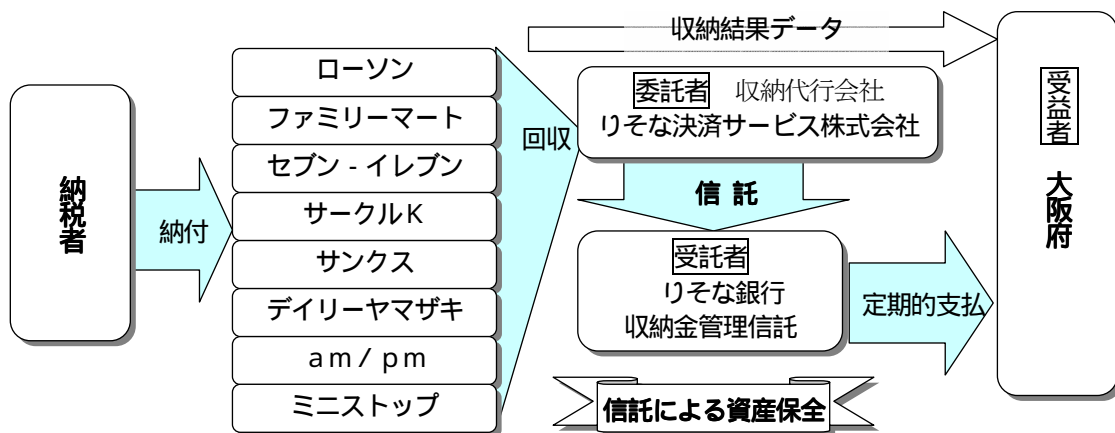 納税者
納付
ローソン
ファミリーマート
セブン - イレブン
サークルK
サンクス
デイリーヤマザキ
am/pm
ミニストップ
回収
収納結果データ
委託者 収納代行会社
りそな決済サービス株式会社
信託
受託者
りそな銀行
収納金管理信託
定期的支払
信託による資産保全
受益者 大阪府